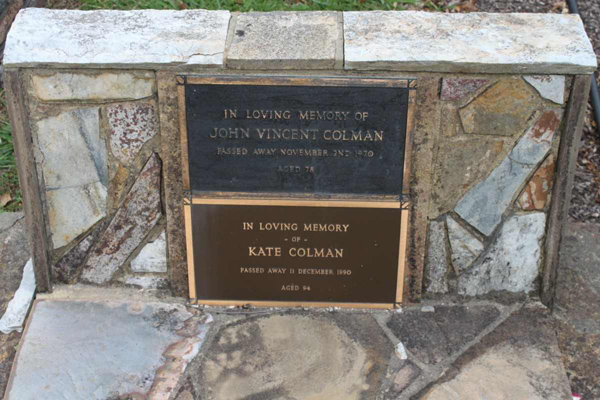 IN LOVING MEMORY OF
JOHN VINCENT COLMAN
PASSED AWAY NOVEMBER 2ND 1970
AGED 78
IN LOVING MEMORY
- OF -
KATE COLMAN
PASSED AWAY 11 DECEMBER 1990
AGED 94